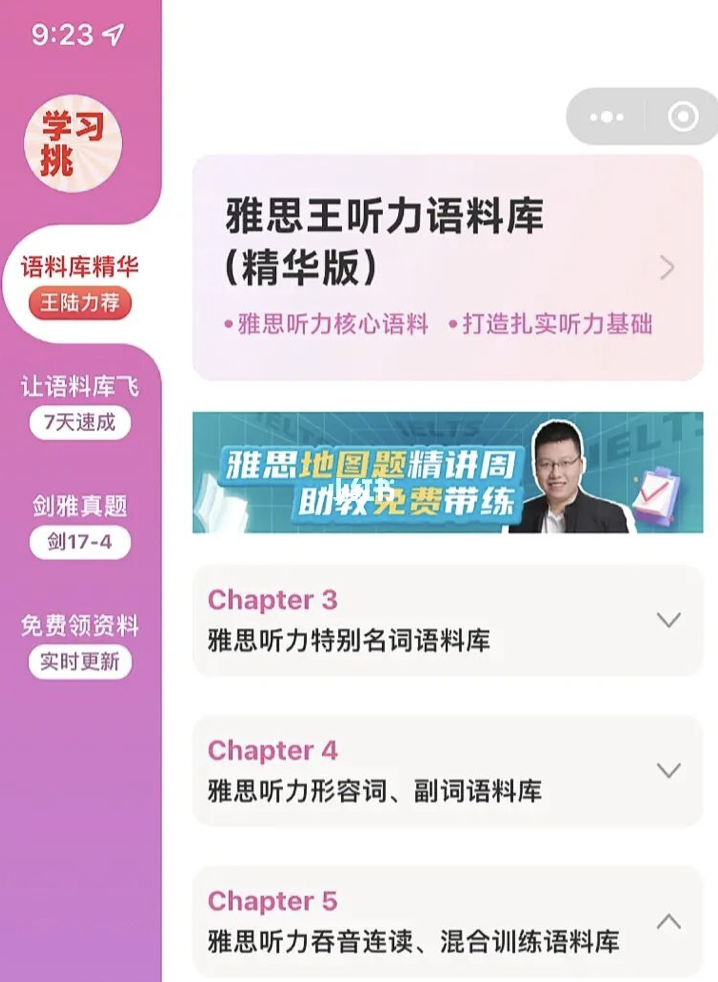 9:23
学习
挑
语料库精华
王陆力荐
让语料库飞
7天速成
剑雅真题
剑17-4
免费领资料
实时更新
雅思王听力语料库
(精华版)
•雅思听力核心语料 •打造扎实听力基础
IELTS IELTS IELTS
雅思地图题精讲周
助教免费带练
小红书
Chapter 3
雅思听力特别名词语料库
Chapter 4
雅思听力形容词、副词语料库
Chapter 5
雅思听力吞音连读、混合训练语料库